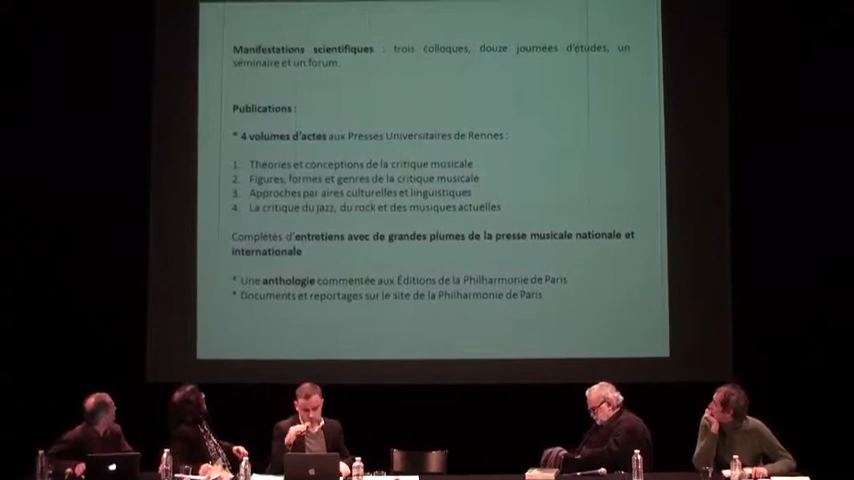 Manifestations scientifiques : trois colloques, douze journées d'études, un
séminaire et un forum.
Publications :
* 4 volumes d'actes aux Presses Universitaires de Rennes :
1. Théories et conceptions de la critique musicale
2. Figures, formes et genres de la critique musicale
3. Approches par aires culturelles et linguistiques
4. La critique du jazz, du rock et des musiques actuelles
Complétés d'entretiens avec de grandes plumes de la presse musicale nationale et
internationale
* Une anthologie commentée aux Éditions de la Philharmonie de Paris
* Documents et reportages sur le site de la Philharmonie de Paris